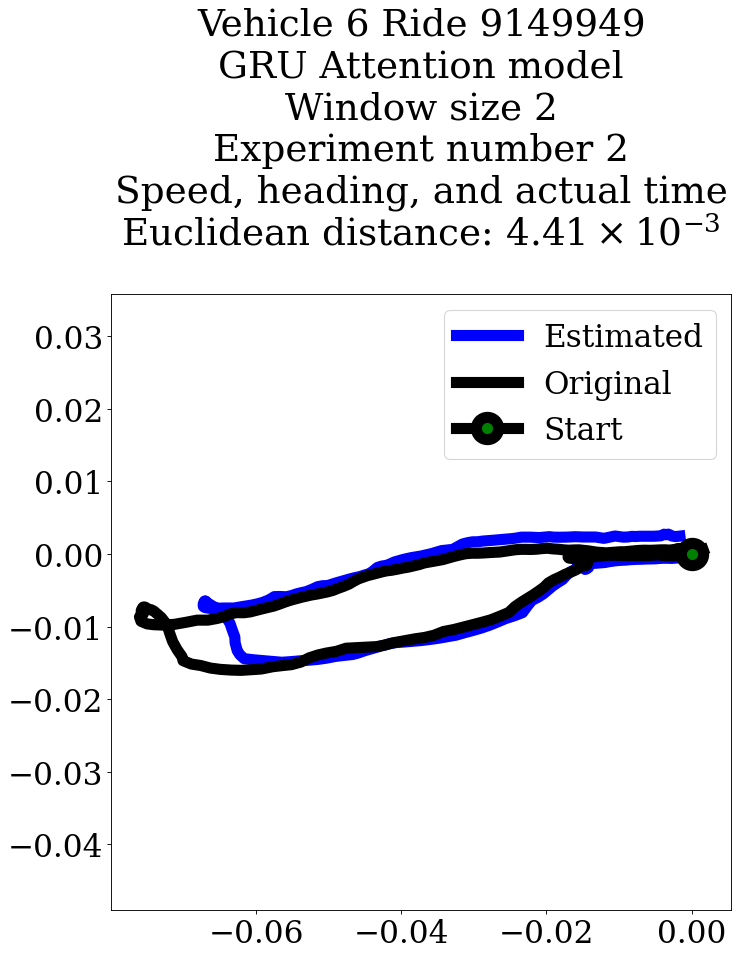 Vehicle 6 Ride 9149949
GRU Attention model
Window size 2
Experiment number 2
Speed, heading, and actual time
Euclidean distance: 4.41 × 10⁻³
Estimated
Original
Start
0.03
0.02
0.01
0.00
−0.01
−0.02
−0.03
−0.04
−0.06 −0.04 −0.02 0.00